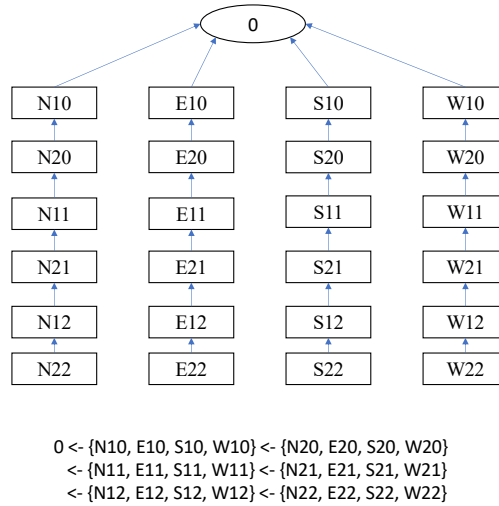 0
N10 E10 S10 W10
N20 E20 S20 W20
N11 E11 S11 W11
N21 E21 S21 W21
N12 E12 S12 W12
N22 E22 S22 W22
0 <- {N10, E10, S10, W10} <- {N20, E20, S20, W20}
<- {N11, E11, S11, W11} <- {N21, E21, S21, W21}
<- {N12, E12, S12, W12} <- {N22, E22, S22, W22}